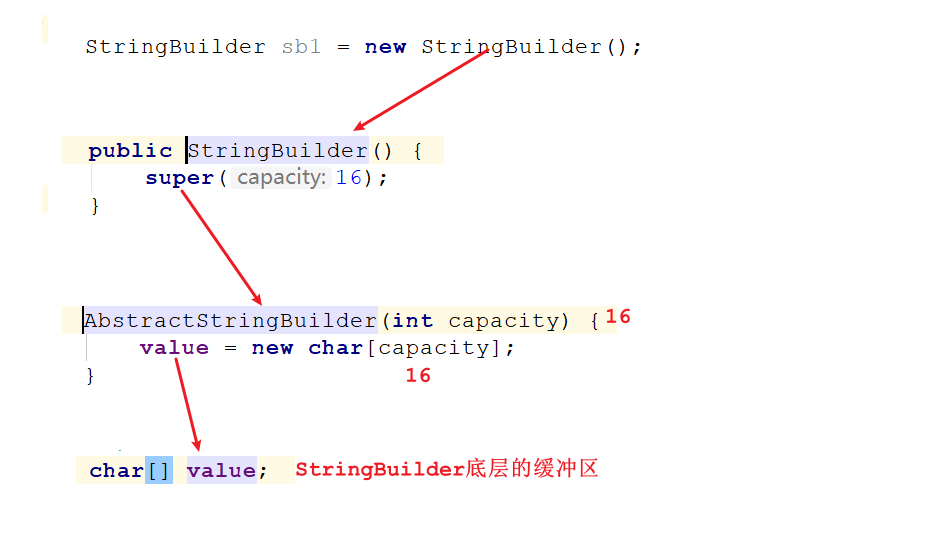 StringBuilder sb1 = new StringBuilder();
public StringBuilder() {
super( capacity: 16);
}
AbstractStringBuilder(int capacity) { 16
value = new char[capacity];
} 16
char[] value; StringBuilder底层的缓冲区